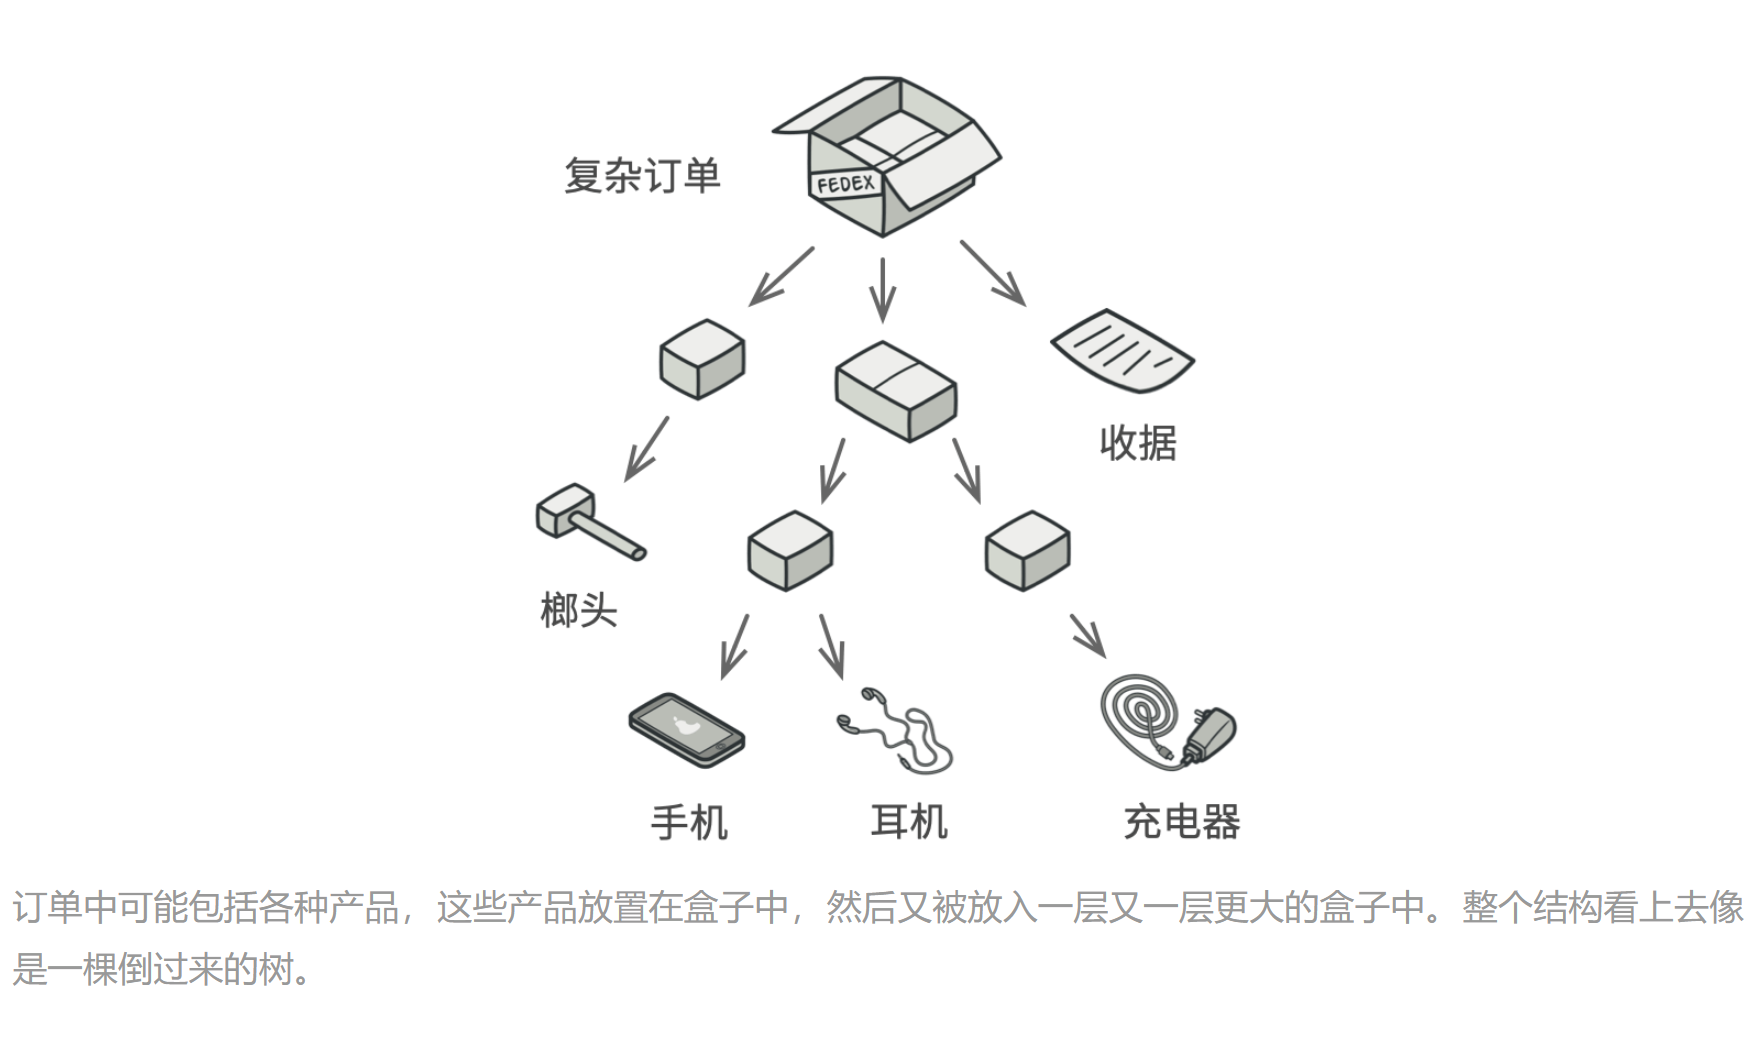 复杂订单
FEDEX
收据
榔头
手机
耳机
充电器
订单中可能包括各种产品，这些产品放置在盒子中，然后又被放入一层又一层更大的盒子中。整个结构看上去像
是一棵倒过来的树。